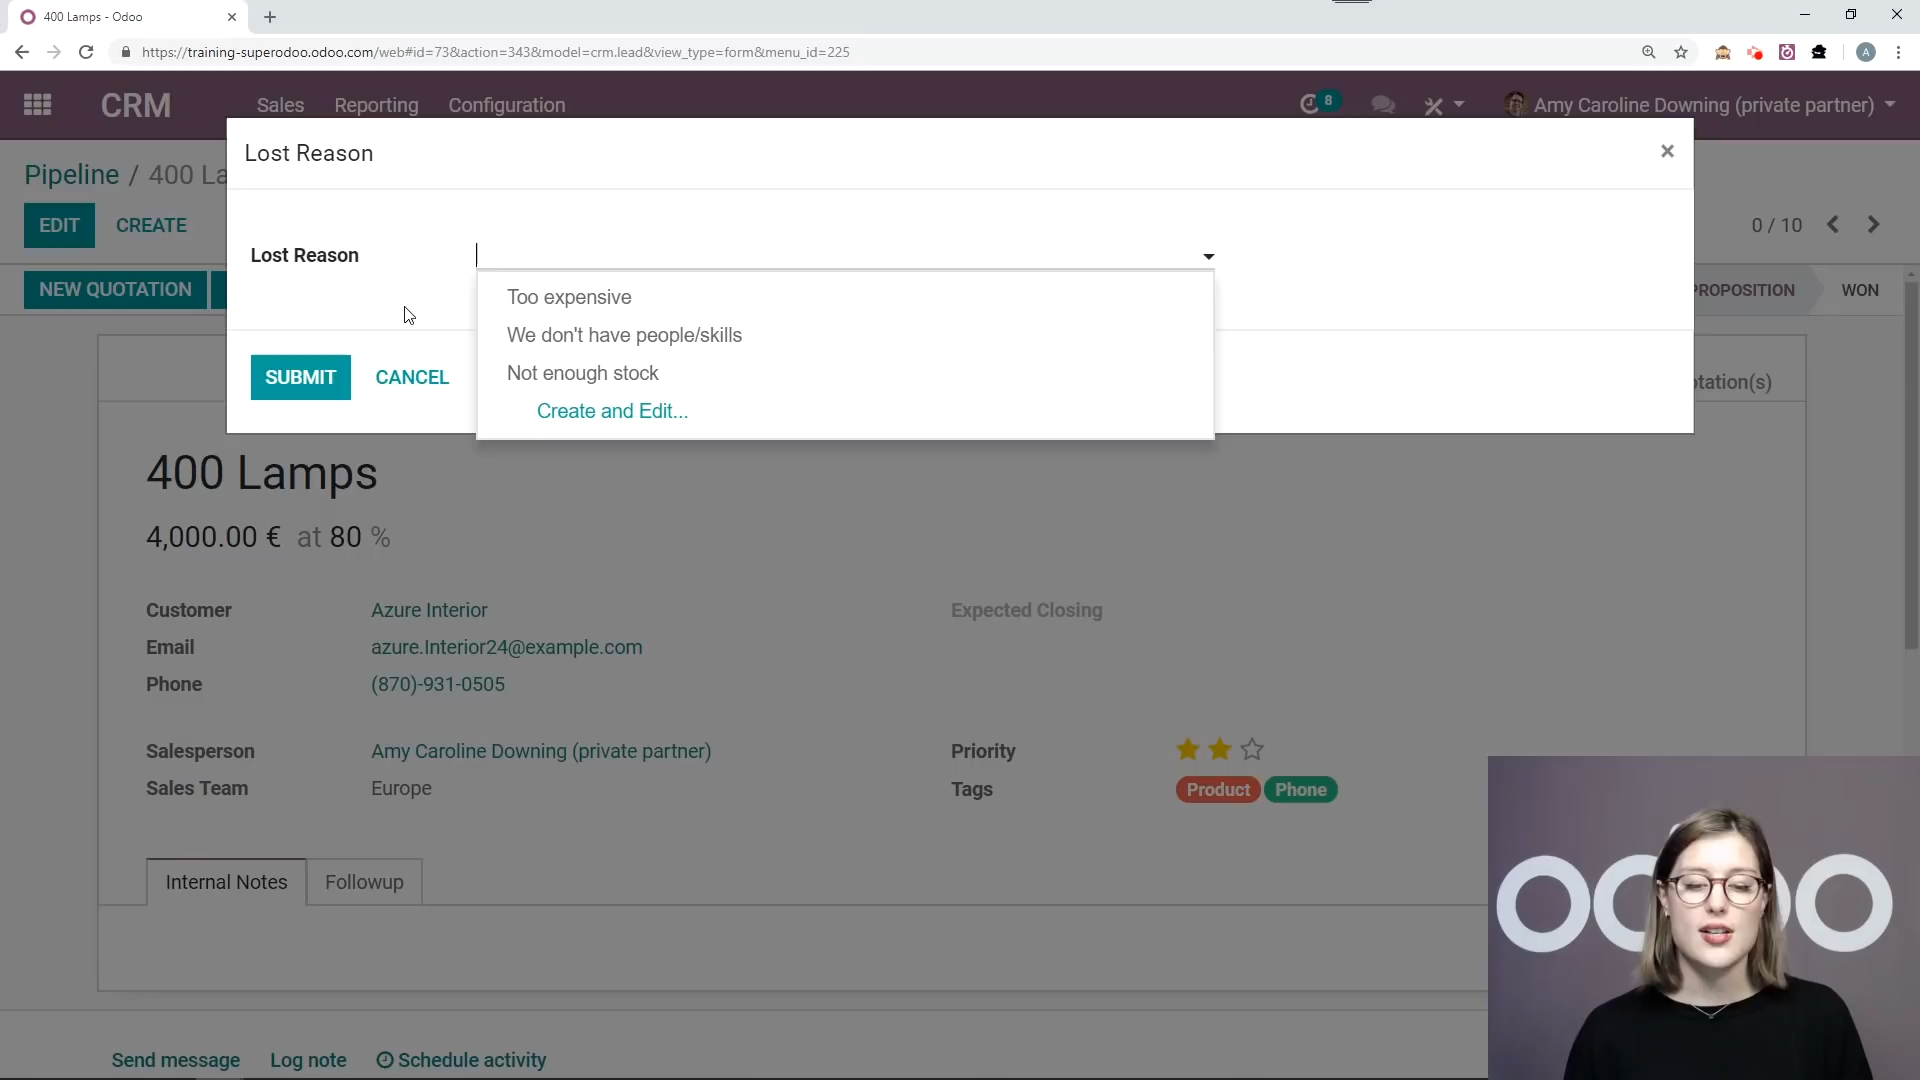 400 Lamps - Odoo
https://training-superodoo.odoo.com/web#id=73&action=343&model=crm.lead&view_type=form&menu_id=225
A
CRM
Sales
Reporting
Configuration
8
Amy Caroline Downing (private partner)
Pipeline / 400 La
Lost Reason
×
EDIT
CREATE
0 / 10
Lost Reason
Too expensive
We don't have people/skills
Not enough stock
Create and Edit...
NEW QUOTATION
PROPOSITION
WON
SUBMIT
CANCEL
tation(s)
400 Lamps
4,000.00 € at 80 %
Customer
Azure Interior
Expected Closing
Email
azure.Interior24@example.com
Phone
(870)-931-0505
Salesperson
Amy Caroline Downing (private partner)
Priority
Sales Team
Europe
Tags
Product
Phone
Internal Notes
Followup
odoo
Send message
Log note
Schedule activity